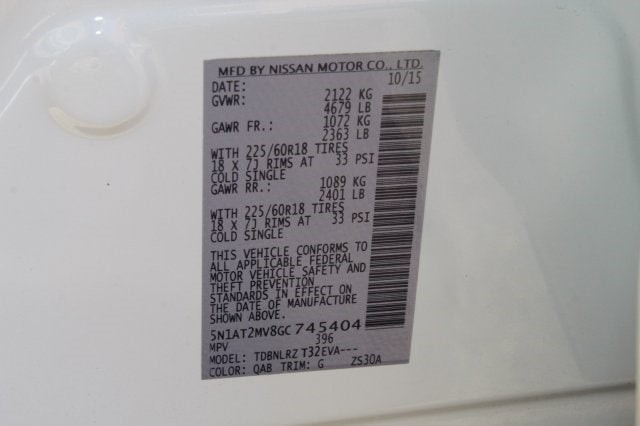 MFD BY NISSAN MOTOR CO., LTD.
DATE: 10/15
GVWR: 2122 KG
4679 LB
GAWR FR.: 1072 KG
2363 LB
WITH 225/60R18 TIRES
18 X 7J RIMS AT 33 PSI
COLD SINGLE
GAWR RR.: 1089 KG
2401 LB
WITH 225/60R18 TIRES
18 X 7J RIMS AT 33 PSI
COLD SINGLE
THIS VEHICLE CONFORMS TO
ALL APPLICABLE FEDERAL
MOTOR VEHICLE SAFETY AND
THEFT PREVENTION
STANDARDS IN EFFECT ON
THE DATE OF MANUFACTURE
SHOWN ABOVE.
5N1AT2MV8GC745404
MPV 396
MODEL: TDBNLRZ T32EVA---
COLOR: QAB TRIM: G ZS30A